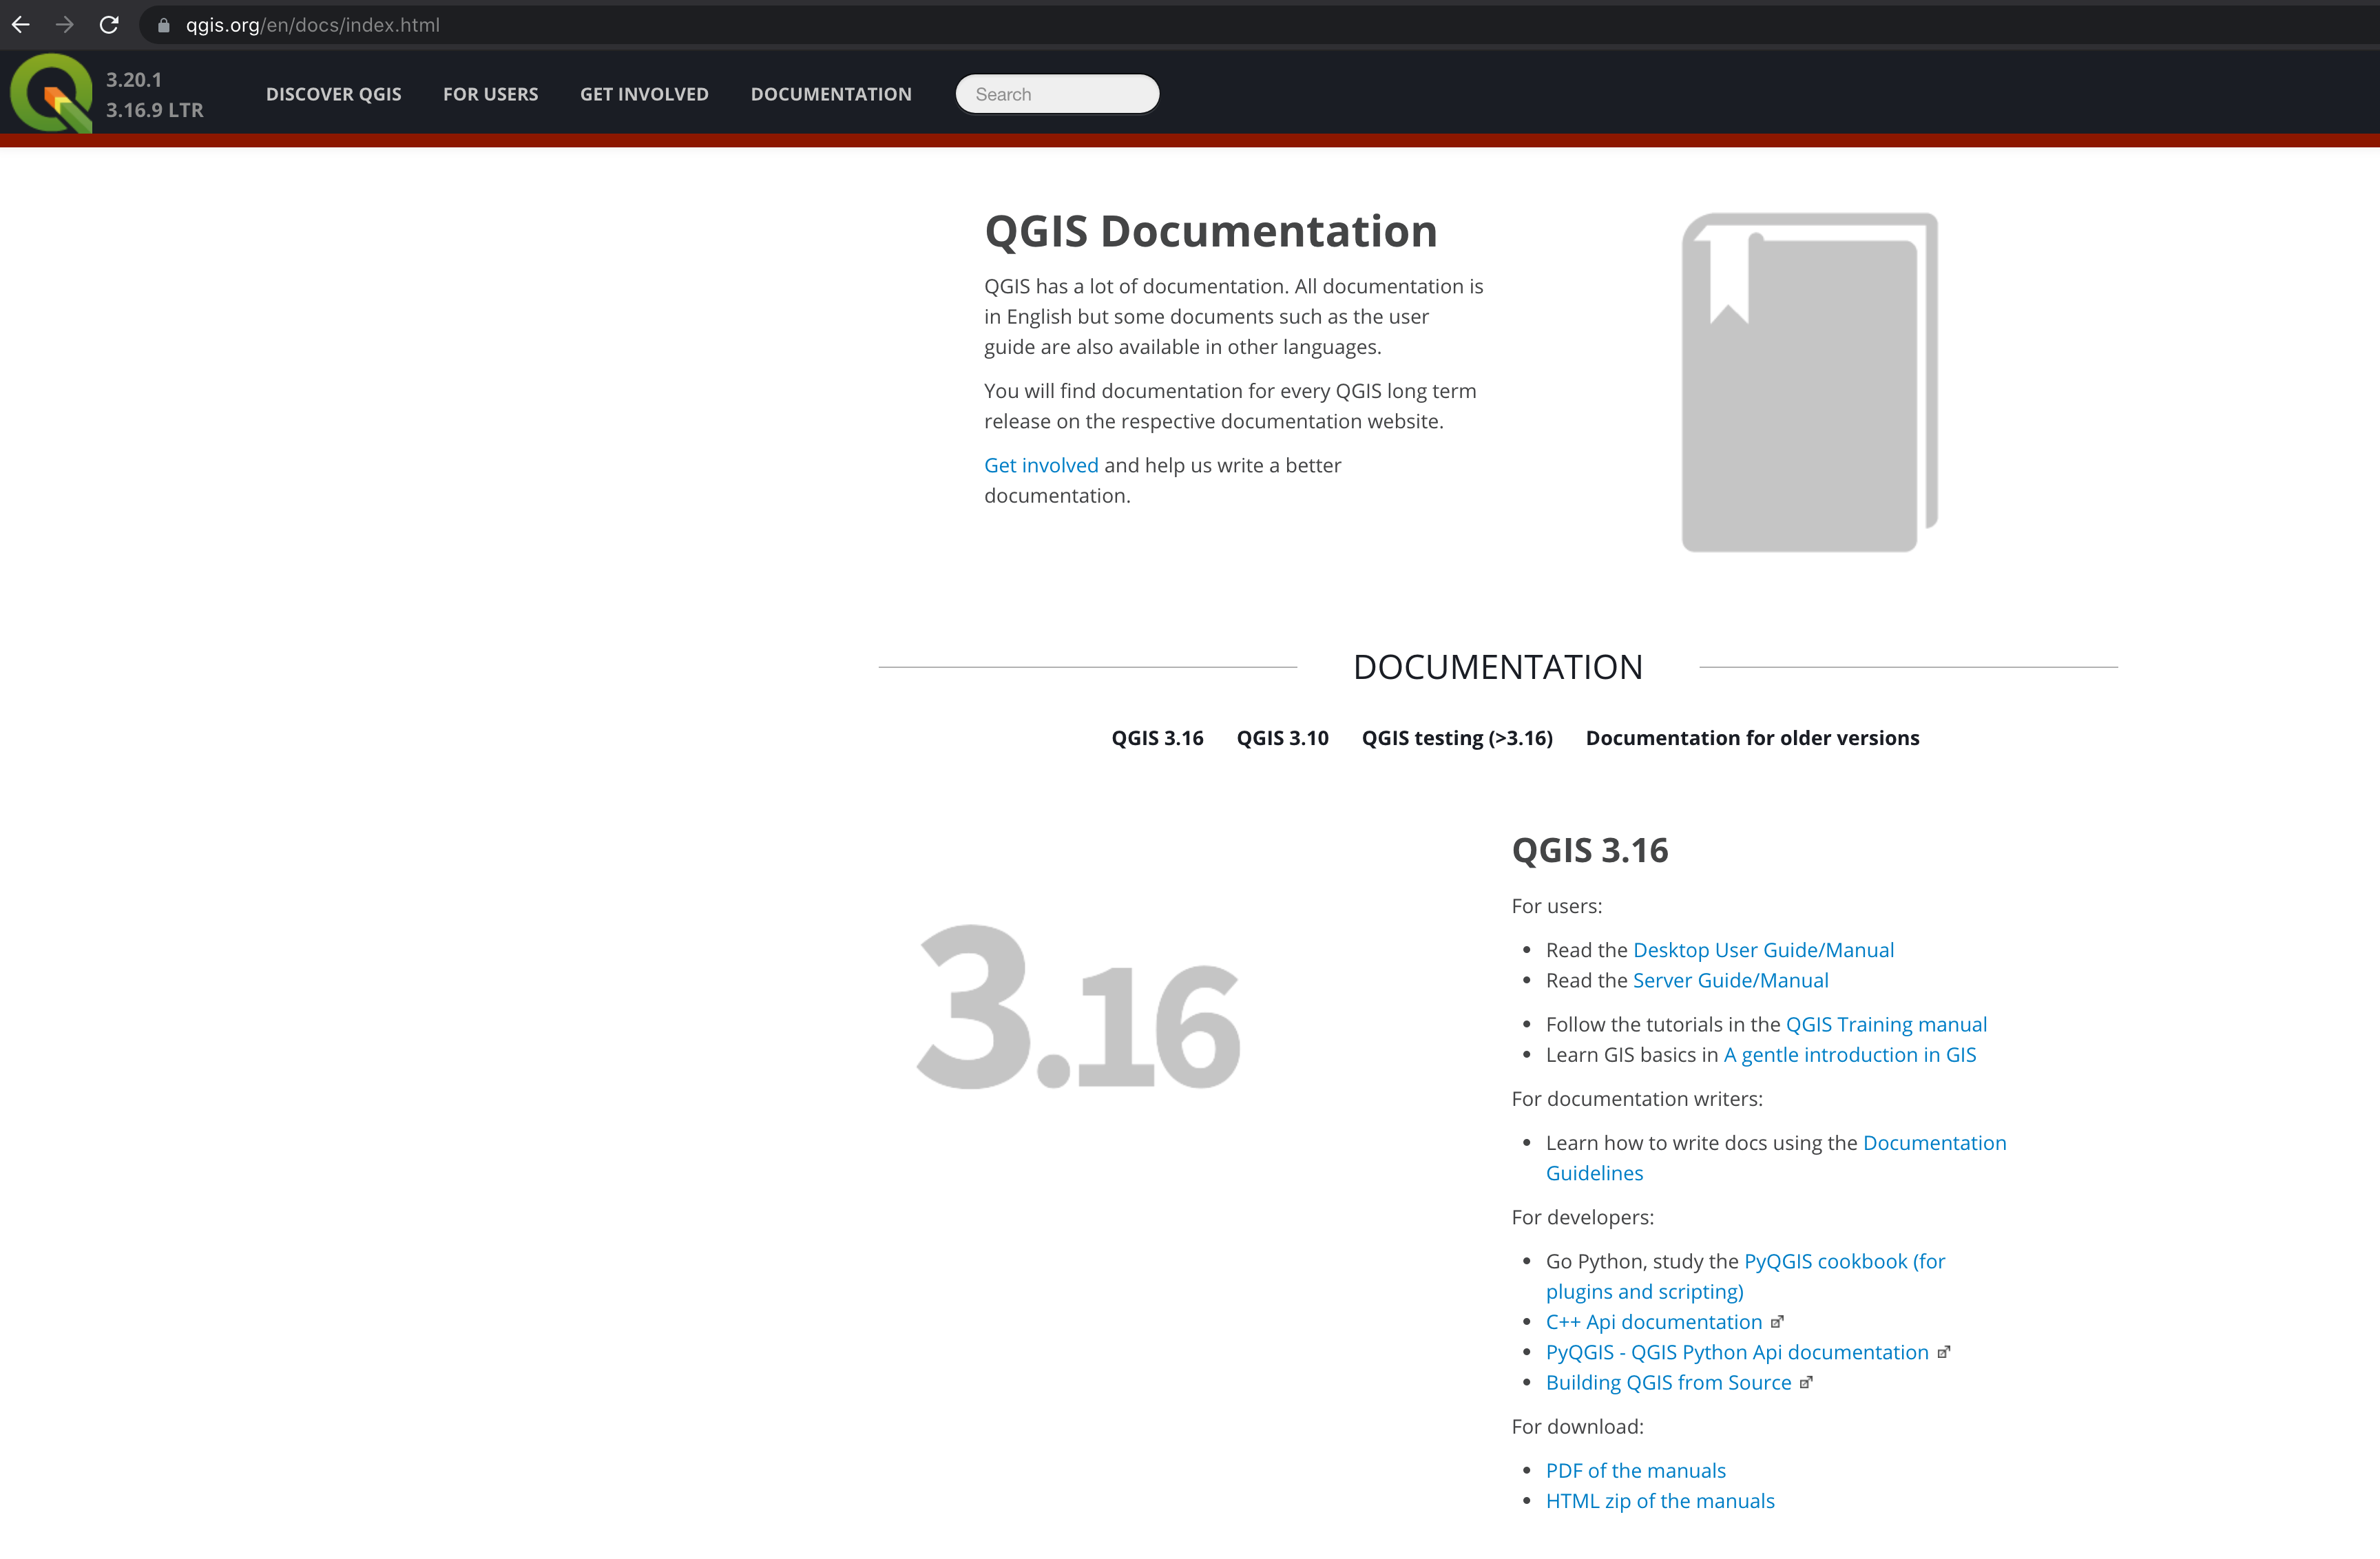 qgis.org/en/docs/index.html
3.20.1
3.16.9 LTR
DISCOVER QGIS
FOR USERS
GET INVOLVED
DOCUMENTATION
Search
QGIS Documentation
QGIS has a lot of documentation. All documentation is
in English but some documents such as the user
guide are also available in other languages.
You will find documentation for every QGIS long term
release on the respective documentation website.
Get involved and help us write a better
documentation.
DOCUMENTATION
QGIS 3.16
QGIS 3.10
QGIS testing (>3.16)
Documentation for older versions
3.16
QGIS 3.16
For users:
Read the Desktop User Guide/Manual
Read the Server Guide/Manual
Follow the tutorials in the QGIS Training manual
Learn GIS basics in A gentle introduction in GIS
For documentation writers:
Learn how to write docs using the Documentation
Guidelines
For developers:
Go Python, study the PyQGIS cookbook (for
plugins and scripting)
C++ Api documentation
PyQGIS - QGIS Python Api documentation
Building QGIS from Source
For download:
PDF of the manuals
HTML zip of the manuals